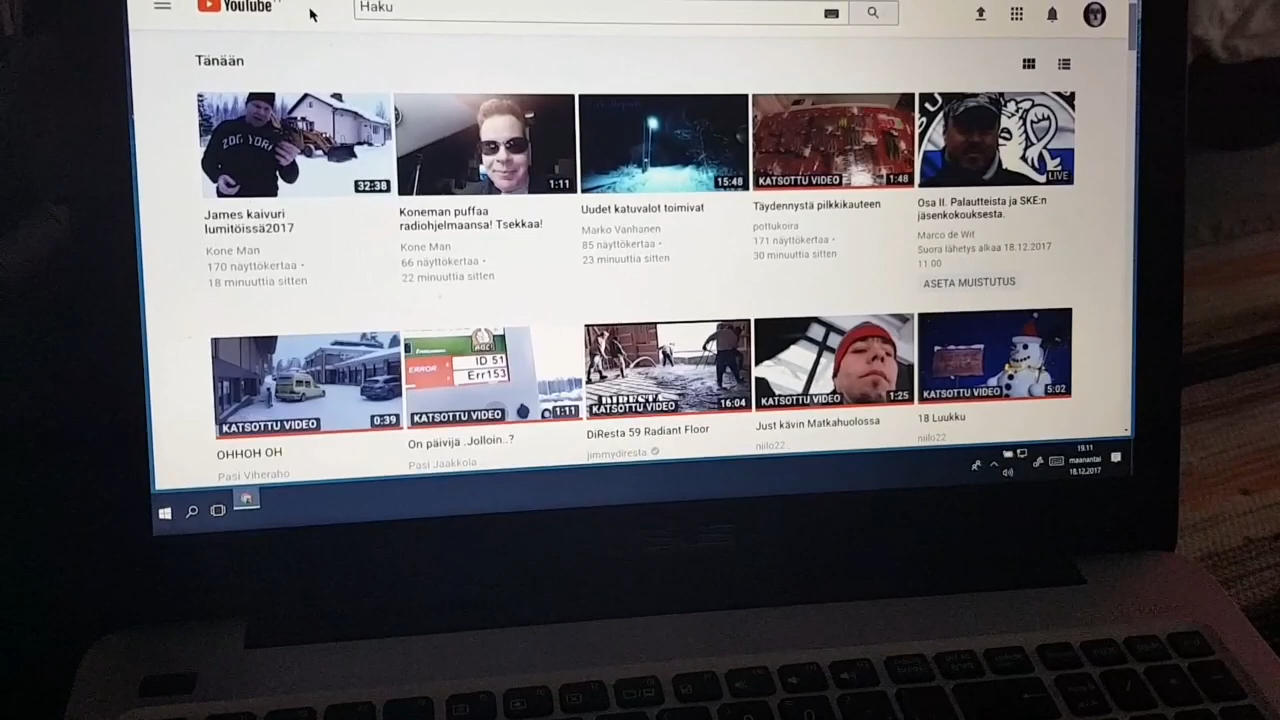 YouTube
Haku
Tänään
ZOO YORK
32:38
1:11
15:48
KATSOTTU VIDEO
1:48
LIVE
James kaivuri
lumitöissä2017
Kone Man
170 näyttökertaa •
18 minuuttia sitten
Koneman puffaa
radiohjelmaansa! Tsekkaa!
Kone Man
66 näyttökertaa •
22 minuuttia sitten
Uudet katuvalot toimivat
Marko Vanhanen
85 näyttökertaa •
23 minuuttia sitten
Täydennystä pilkkikauteen
pottukoira
171 näyttökertaa •
30 minuuttia sitten
Osa II. Palautteista ja SKE:n
jäsenkokouksesta.
Marco de Wit
Suora lähetys alkaa 18.12.2017
11:00
ASETA MUISTUTUS
KATSOTTU VIDEO
0:39
ID 51
ERROR
Err153
KATSOTTU VIDEO
1:11
DIRESTA
KATSOTTU VIDEO
16:04
KATSOTTU VIDEO
1:25
KATSOTTU VIDEO
5:02
OHHOH OH
Pasi Viheraho
On päivijä .Jolloin..?
Pasi Jaakkola
DiResta 59 Radiant Floor
jimmydiresta
Just kävin Matkahuolossa
niilo22
18 Luukku
niilo22
19.11
maanantai
18.12.2017